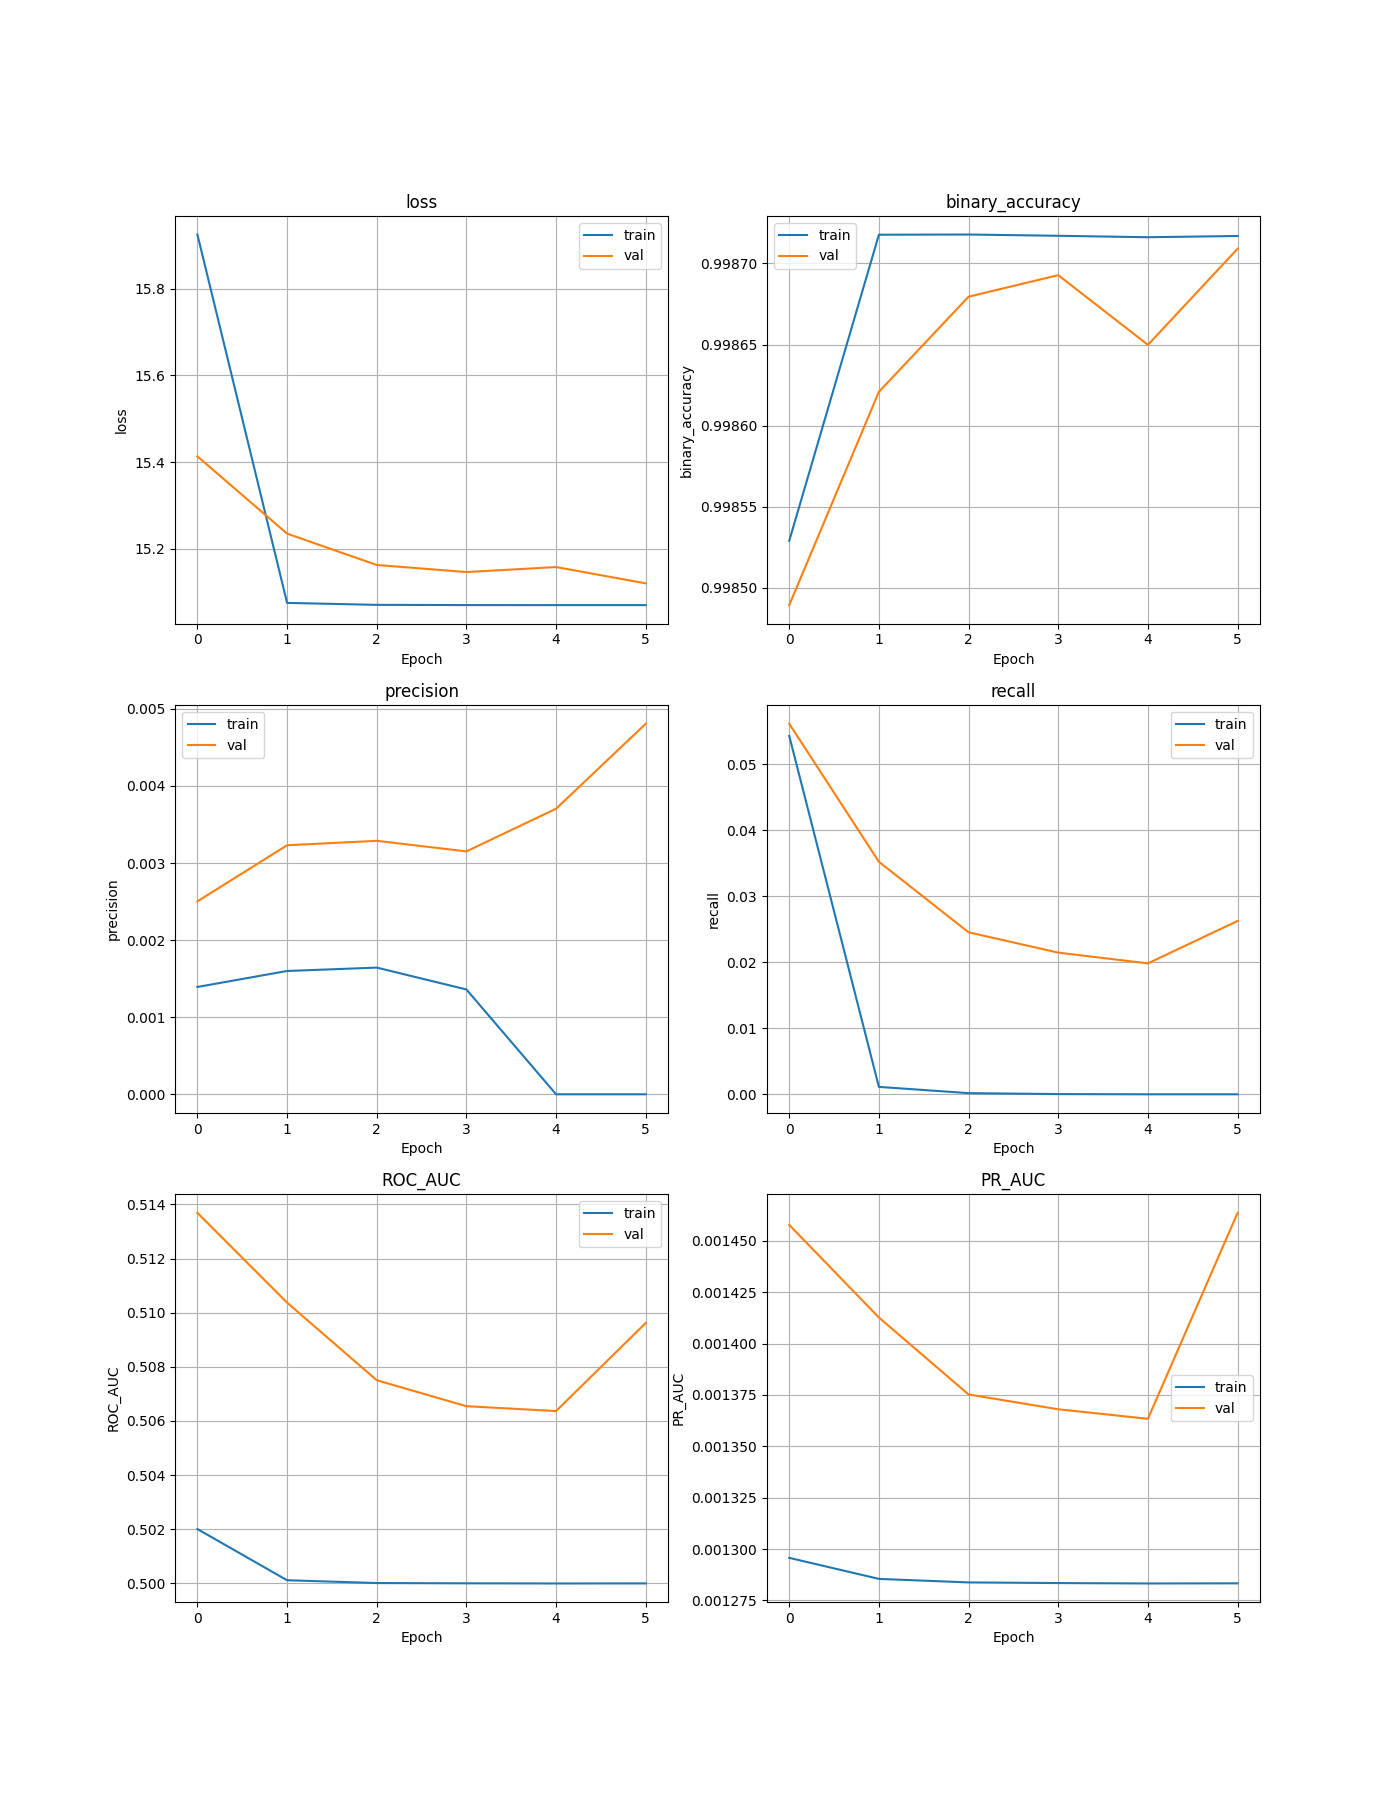 loss
train
val
15.8
15.6
15.4
15.2
loss
0 1 2 3 4 5
Epoch
binary_accuracy
train
val
0.99870
0.99865
0.99860
0.99855
0.99850
binary_accuracy
0 1 2 3 4 5
Epoch
precision
train
val
0.005
0.004
0.003
0.002
0.001
0.000
precision
0 1 2 3 4 5
Epoch
recall
train
val
0.05
0.04
0.03
0.02
0.01
0.00
recall
0 1 2 3 4 5
Epoch
ROC_AUC
train
val
0.514
0.512
0.510
0.508
0.506
0.504
0.502
0.500
ROC_AUC
0 1 2 3 4 5
Epoch
PR_AUC
train
val
0.001450
0.001425
0.001400
0.001375
0.001350
0.001325
0.001300
0.001275
PR_AUC
0 1 2 3 4 5
Epoch